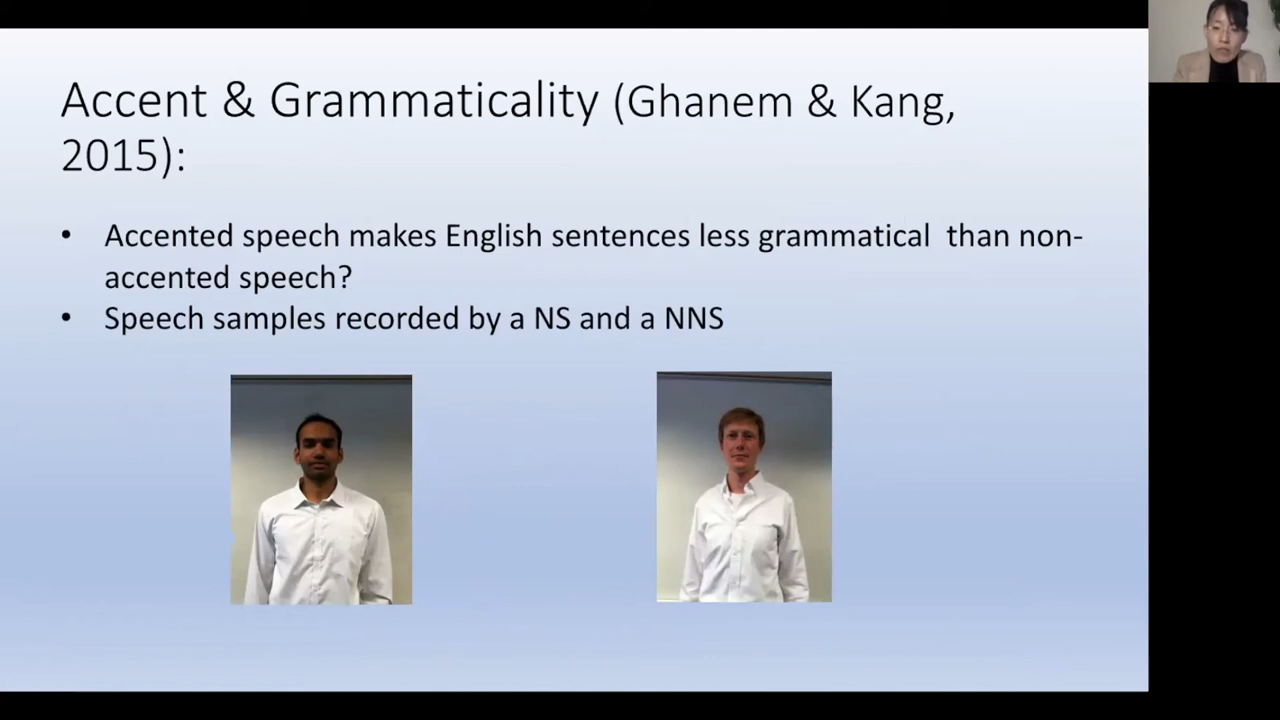 Accent & Grammaticality (Ghanem & Kang,
2015):
• Accented speech makes English sentences less grammatical  than non-
accented speech?
• Speech samples recorded by a NS and a NNS